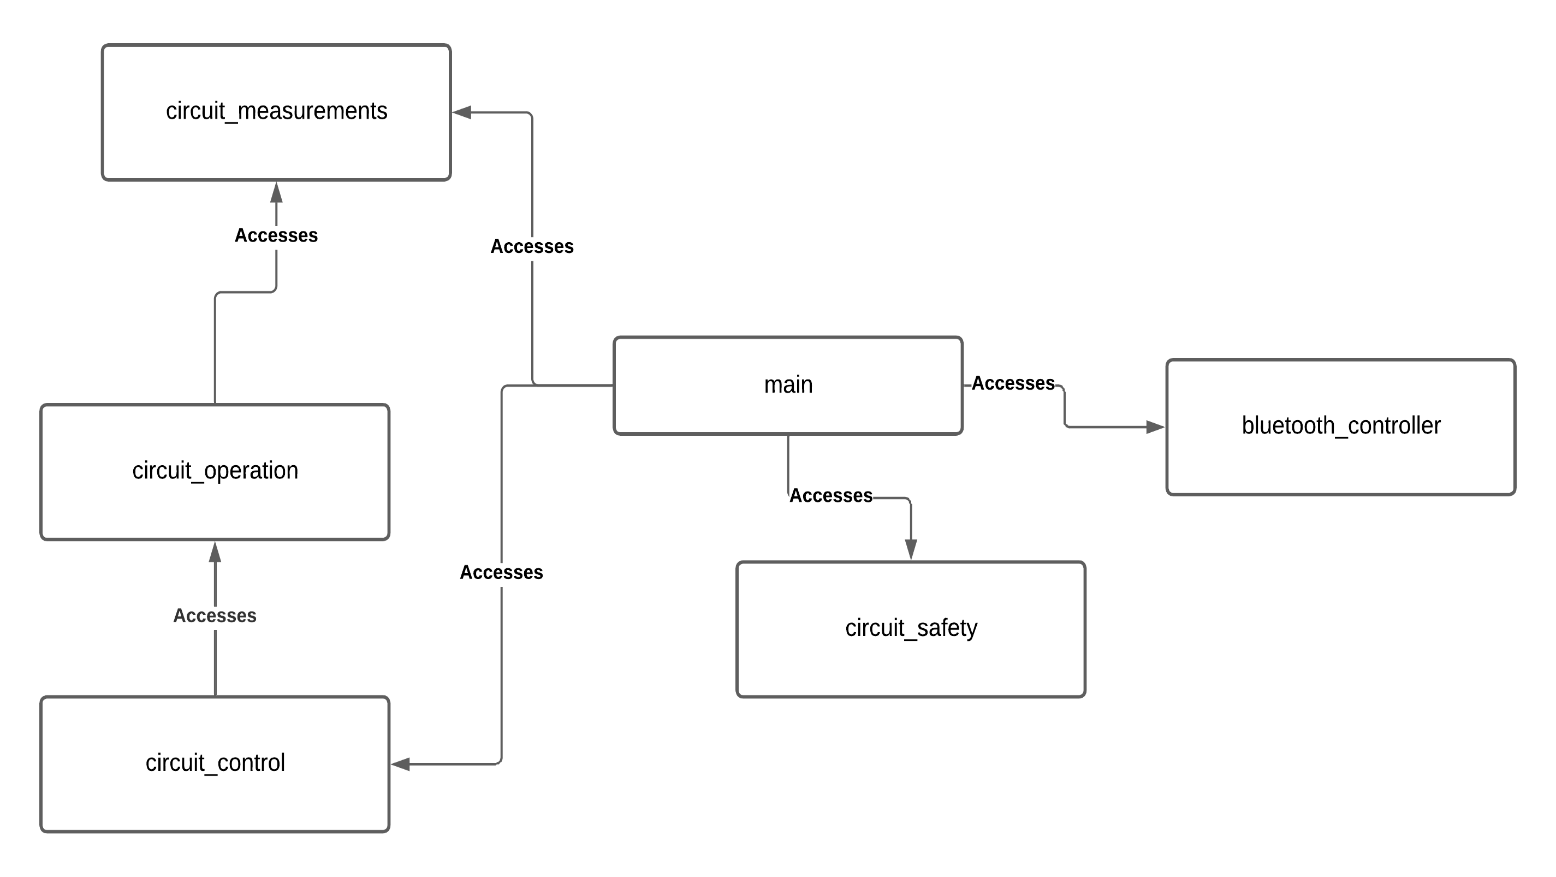 circuit_measurements
Accesses
Accesses
main
Accesses
bluetooth_controller
circuit_operation
Accesses
circuit_safety
Accesses
Accesses
circuit_control